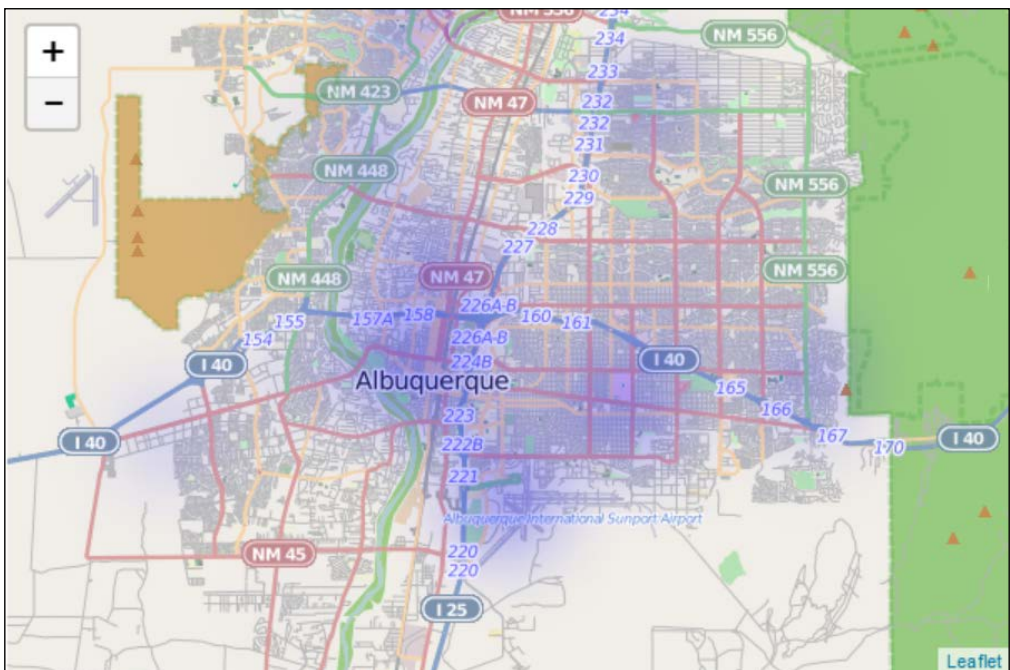 NM 556
234
+
NM 556
234
233
−
NM 423
NM 47
232
232
231
NM 448
230
NM 556
229
228
227
NM 448
NM 47
NM 556
226A-B
155
157A
158
160
161
154
226A-B
I 40
224B
I 40
Albuquerque
165
166
223
167
I 40
222B
170
I 40
221
Albuquerque International Sunport Airport
NM 45
220
220
I 25
Leaflet